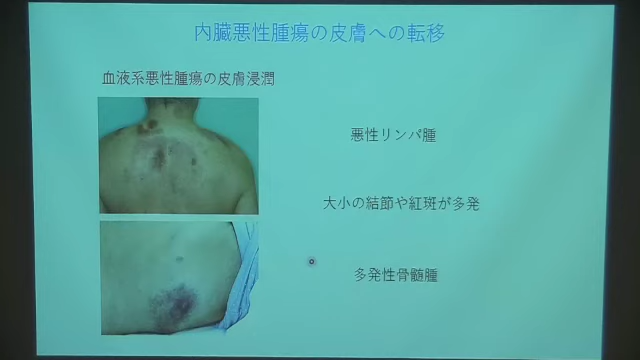 内臓悪性腫瘍の皮膚への転移
血液系悪性腫瘍の皮膚浸潤
悪性リンパ腫
大小の結節や紅斑が多発
多発性骨髄腫